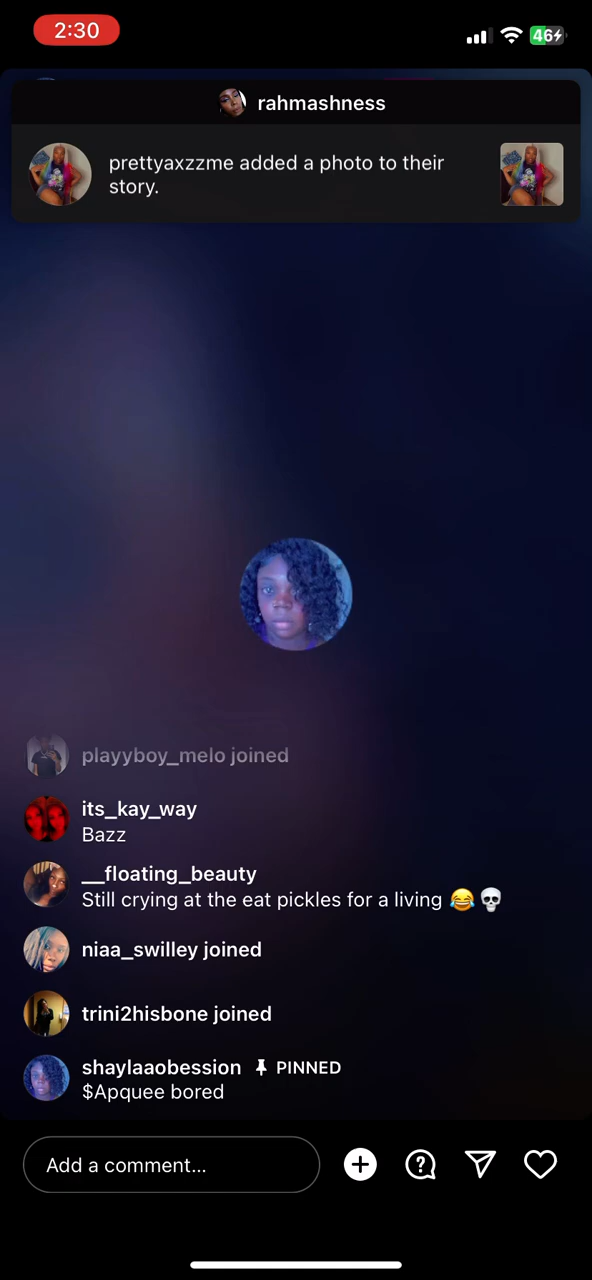 2:30
46
rahmashness
prettyaxzzme added a photo to their
story.
playyboy_melo joined
its_kay_way
Bazz
__floating_beauty
Still crying at the eat pickles for a living 😂💀
niaa_swilley joined
trini2hisbone joined
shaylaaobession 📌 PINNED
$Apquee bored
Add a comment...